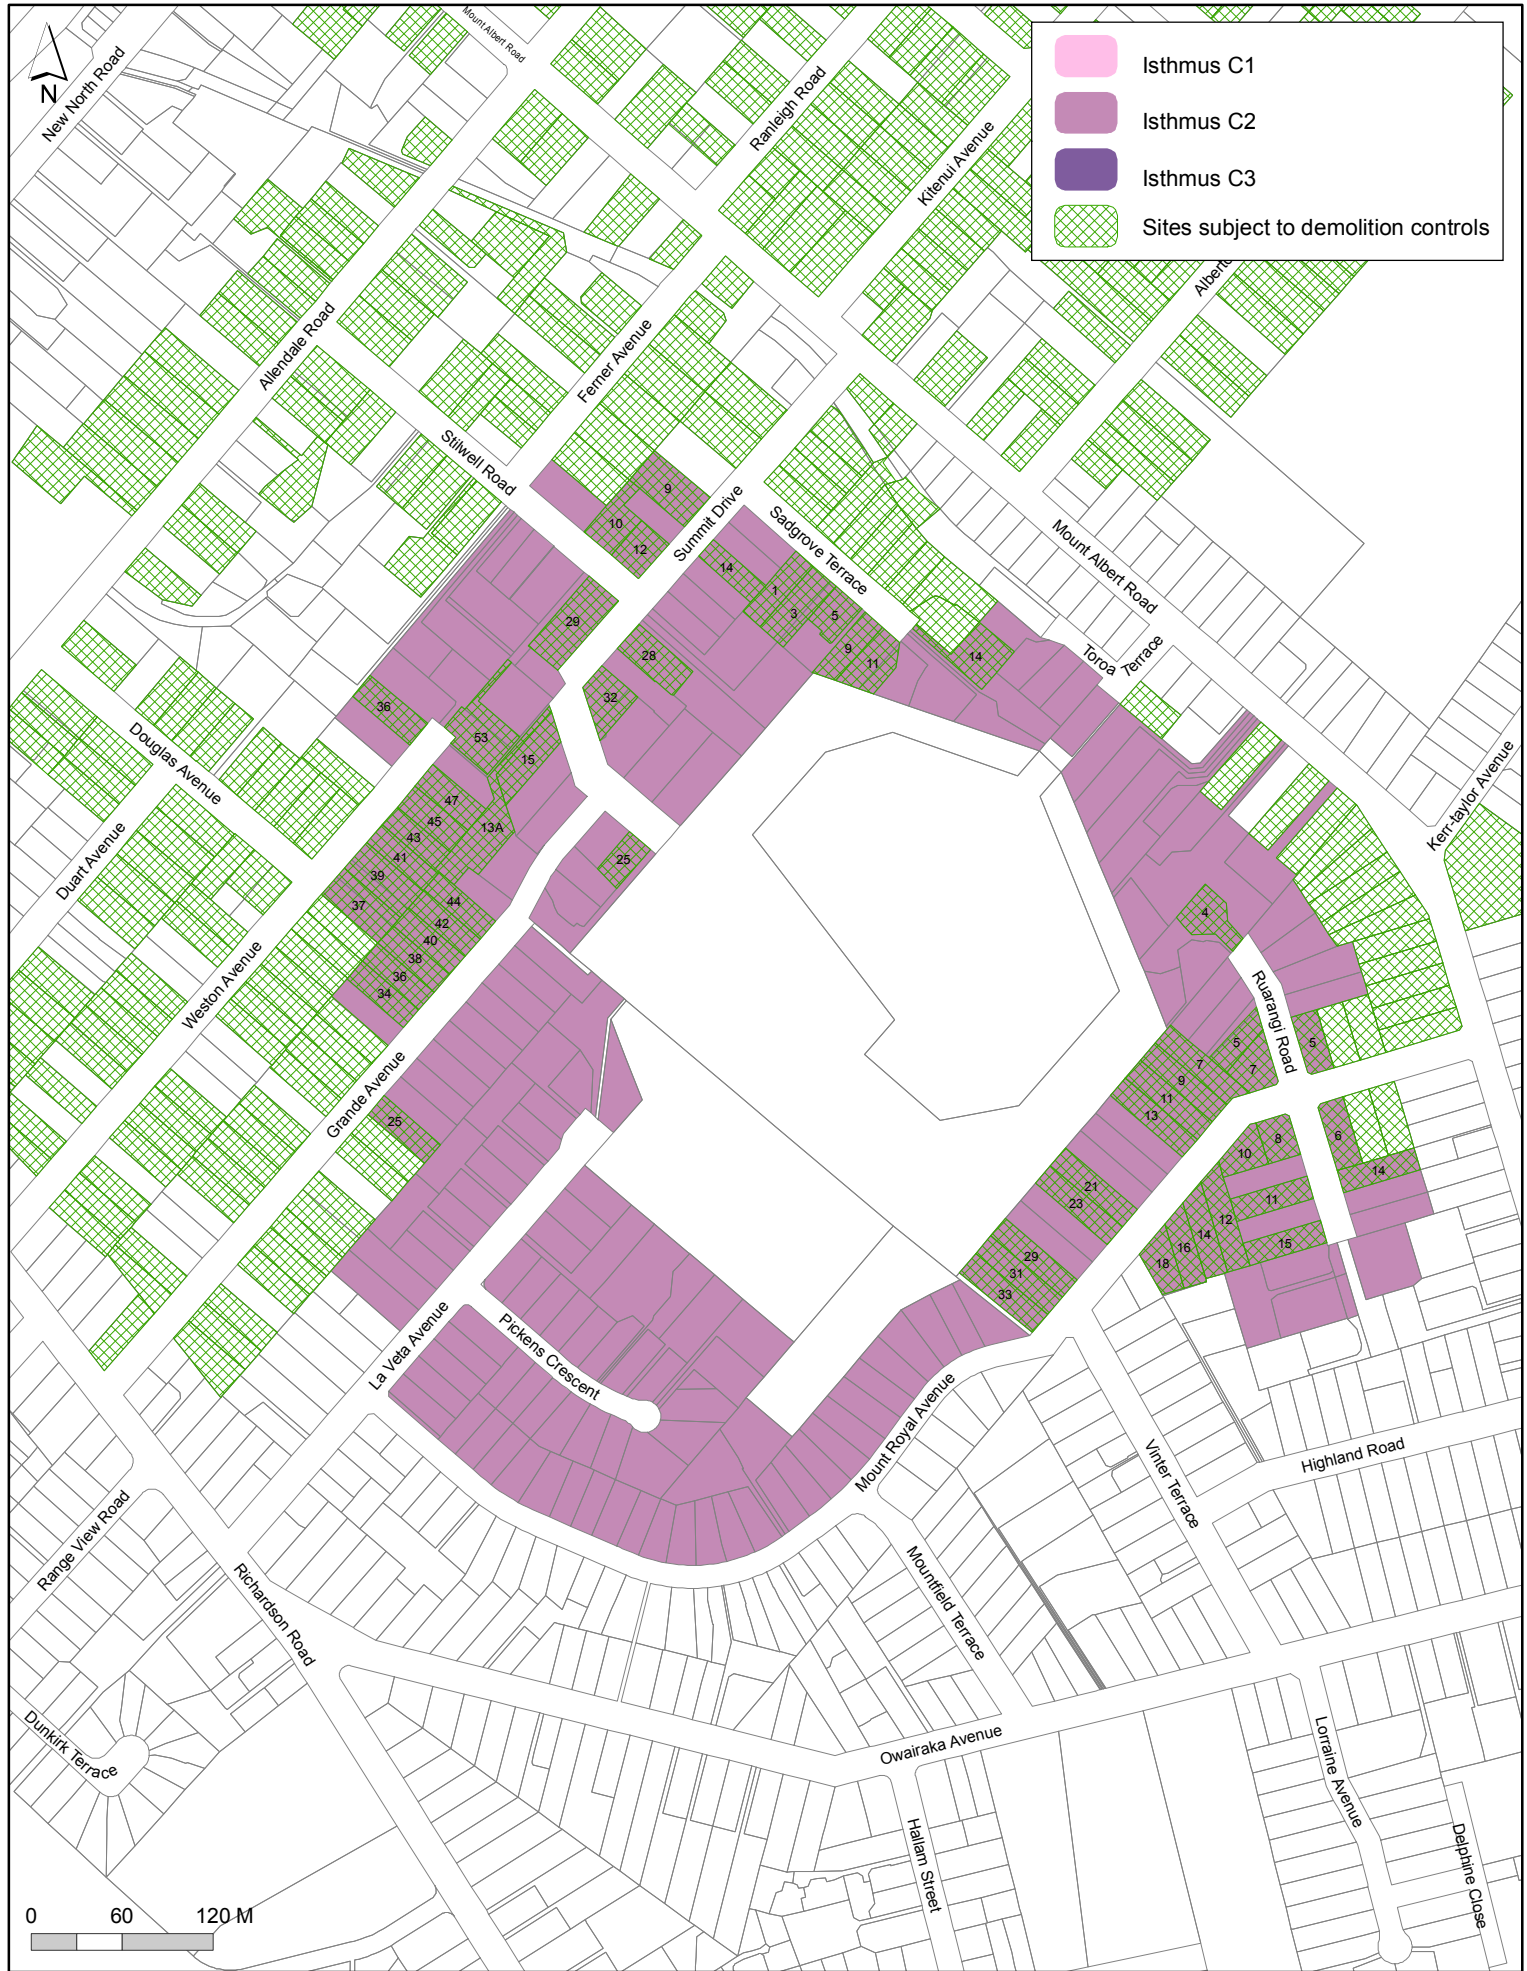 Mount Albert Road
New North Road
N
Ranleigh Road
Kitenui Avenue
Isthmus C1
Isthmus C2
Isthmus C3
Sites subject to demolition controls
Allendale Road
Ferner Avenue
Stilwell Road
Summit Drive
Sadgrove Terrace
Mount Albert Road
Toroa Terrace
Kerr-taylor Avenue
9
10
12
14
1
3
5
9
11
14
29
28
32
36
53
15
47
45
13A
43
41
39
37
44
42
40
38
36
34
25
4
Douglas Avenue
Duart Avenue
Weston Avenue
Grande Avenue
25
Ruarangi Road
5
7
5
7
9
11
13
21
23
29
31
33
8
10
6
14
11
12
14
15
16
18
La Veta Avenue
Pickens Crescent
Mount Royal Avenue
Vinter Terrace
Highland Road
Range View Road
Richardson Road
Mountfield Terrace
Dunkirk Terrace
Owairaka Avenue
Lorraine Avenue
Hallam Street
Delphine Close
0 60 120 M